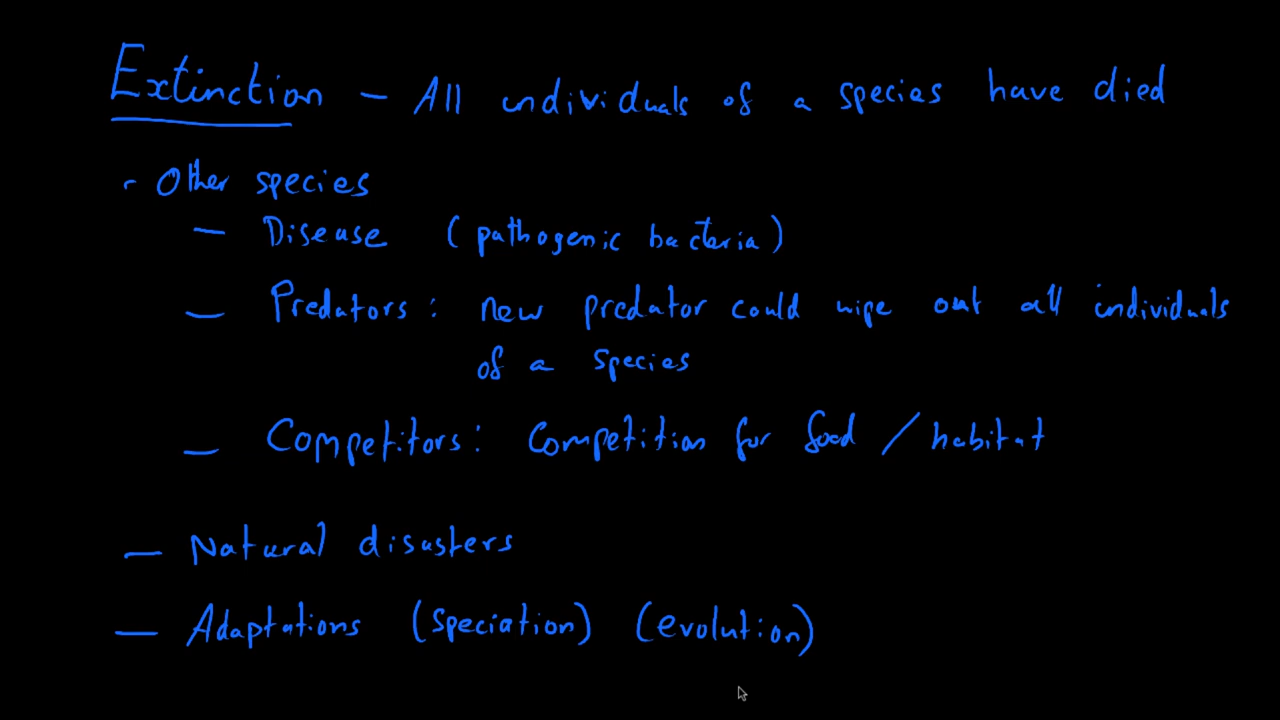 Extinction — All individuals of a species have died
- Other species
— Disease (pathogenic bacteria)
— Predators: new predator could wipe out all individuals
of a species
— Competitors: Competition for food / habitat
— Natural disasters
— Adaptations (speciation) (evolution)